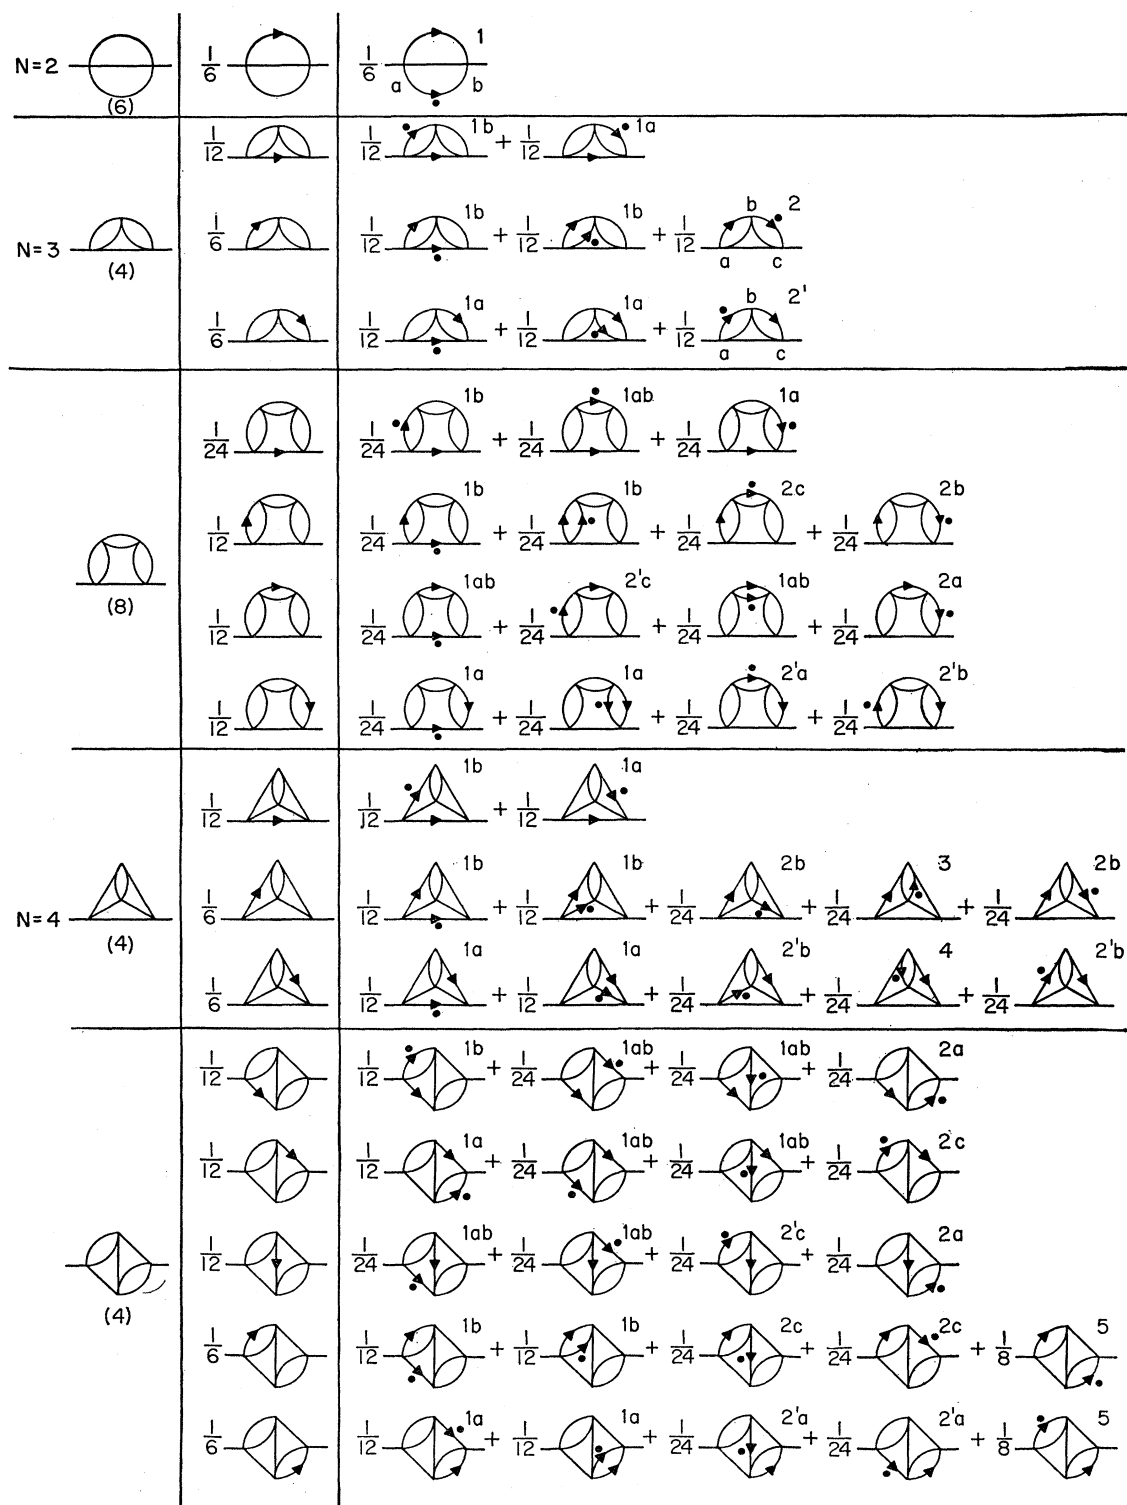 N=2 (6) 1/6 1/6 a b 1
1/12 1/12 1b + 1/12 1a
N=3 (4) 1/6 1/12 1b + 1/12 1b + 1/12 a b c 2
1/6 1/12 1a + 1/12 1a + 1/12 a b c 2'
1/24 1/24 1b + 1/24 1ab + 1/24 1a
1/12 1/24 1b + 1/24 1b + 1/24 2c + 1/24 2b
(8) 1/12 1/24 1ab + 1/24 2'c + 1/24 1ab + 1/24 2a
1/12 1/24 1a + 1/24 1a + 1/24 2'a + 1/24 2'b
1/12 1/12 1b + 1/12 1a
N=4 (4) 1/6 1/12 1b + 1/12 1b + 1/24 2b + 1/24 3 + 1/24 2b
1/6 1/12 1a + 1/12 1a + 1/24 2'b + 1/24 4 + 1/24 2'b
1/12 1/12 1b + 1/24 1ab + 1/24 1ab + 1/24 2a
1/12 1/12 1a + 1/24 1ab + 1/24 1ab + 1/24 2c
(4) 1/12 1/24 1ab + 1/24 1ab + 1/24 2'c + 1/24 2a
1/6 1/12 1b + 1/12 1b + 1/24 2c + 1/24 2c + 1/8 5
1/6 1/12 1a + 1/12 1a + 1/24 2'a + 1/24 2'a + 1/8 5